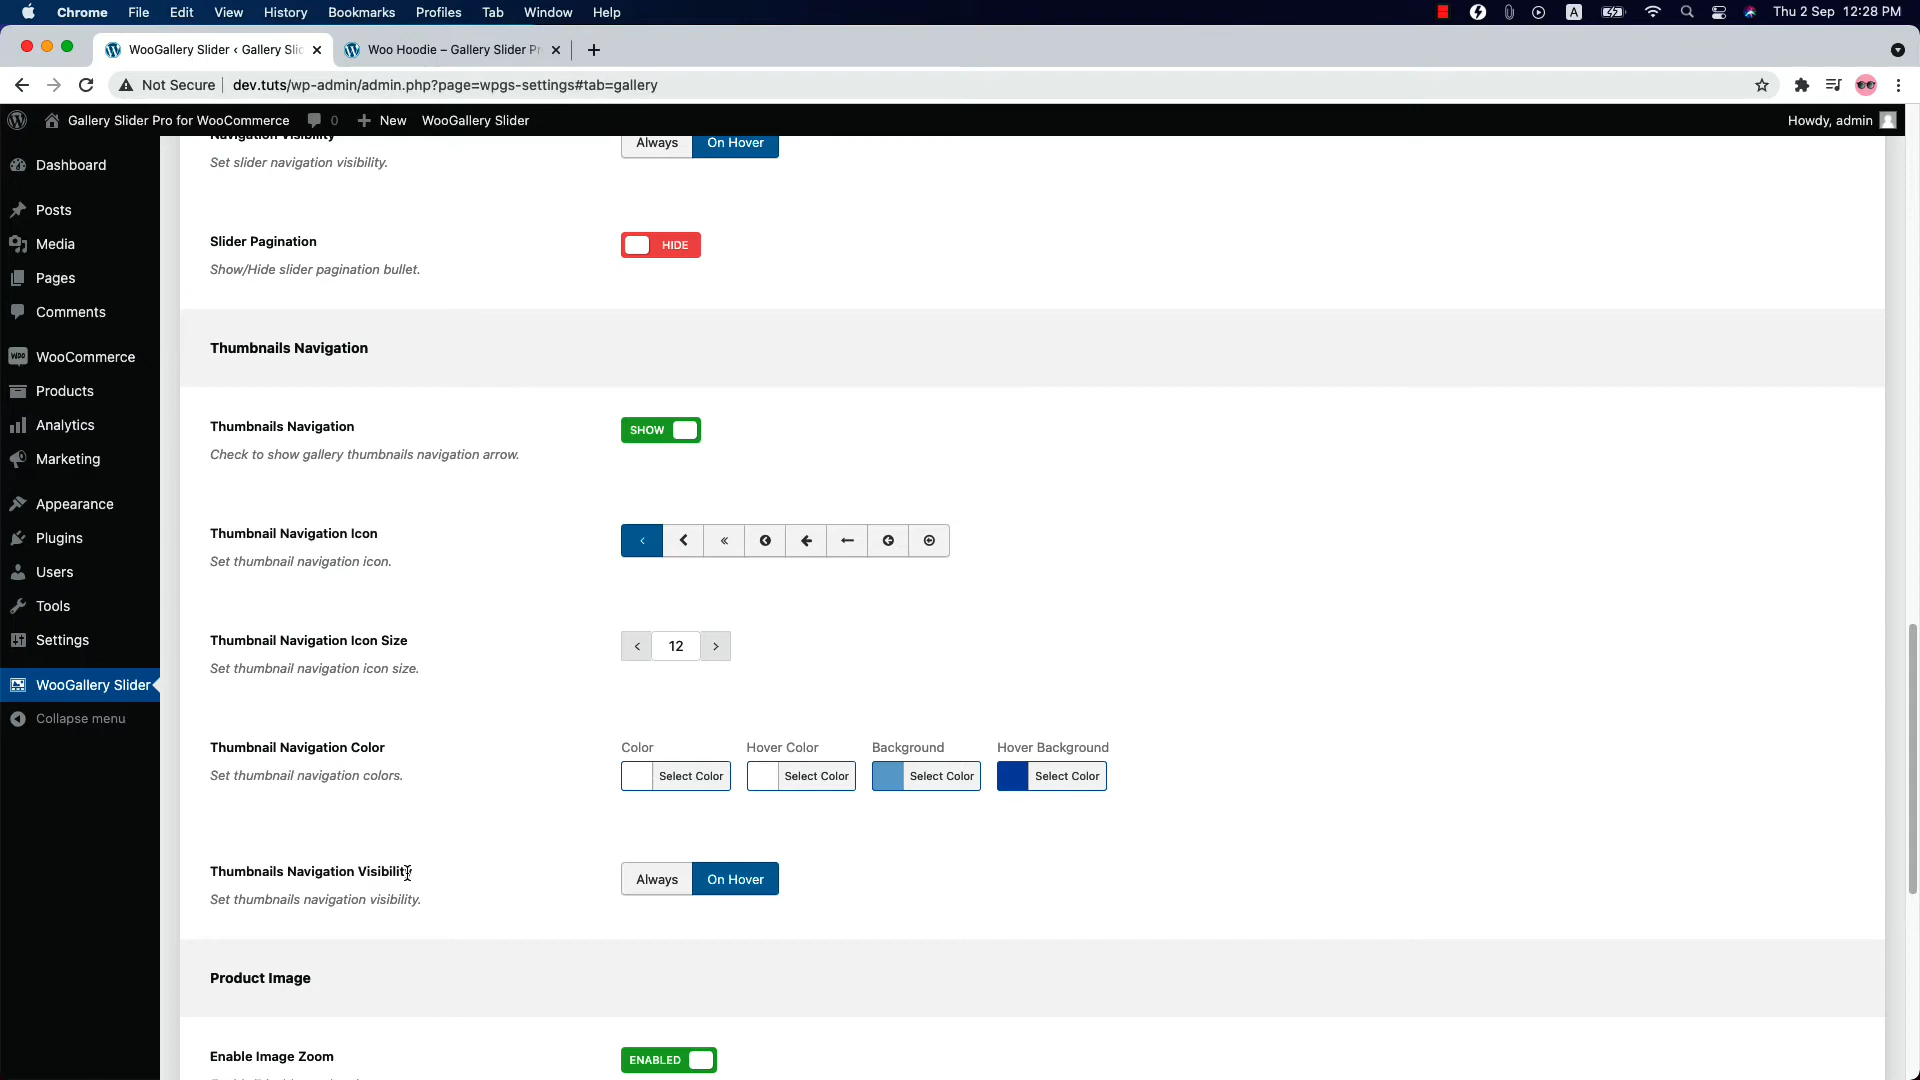 Chrome File Edit View History Bookmarks Profiles Tab Window Help A Thu 2 Sep 12:28 PM
WooGallery Slider ‹ Gallery Slid Woo Hoodie – Gallery Slider Pr
Not Secure dev.tuts/wp-admin/admin.php?page=wpgs-settings#tab=gallery
Gallery Slider Pro for WooCommerce 0 New WooGallery Slider Howdy, admin
Dashboard
Posts
Media
Pages
Comments
WooCommerce
Products
Analytics
Marketing
Appearance
Plugins
Users
Tools
Settings
WooGallery Slider
Collapse menu
Navigation Visibility
Set slider navigation visibility.
Always On Hover
Slider Pagination
Show/Hide slider pagination bullet.
HIDE
Thumbnails Navigation
Thumbnails Navigation
Check to show gallery thumbnails navigation arrow.
SHOW
Thumbnail Navigation Icon
Set thumbnail navigation icon.
Thumbnail Navigation Icon Size
Set thumbnail navigation icon size.
12
Thumbnail Navigation Color
Set thumbnail navigation colors.
Color Hover Color Background Hover Background
Select Color Select Color Select Color Select Color
Thumbnails Navigation Visibility
Set thumbnails navigation visibility.
Always On Hover
Product Image
Enable Image Zoom
ENABLED